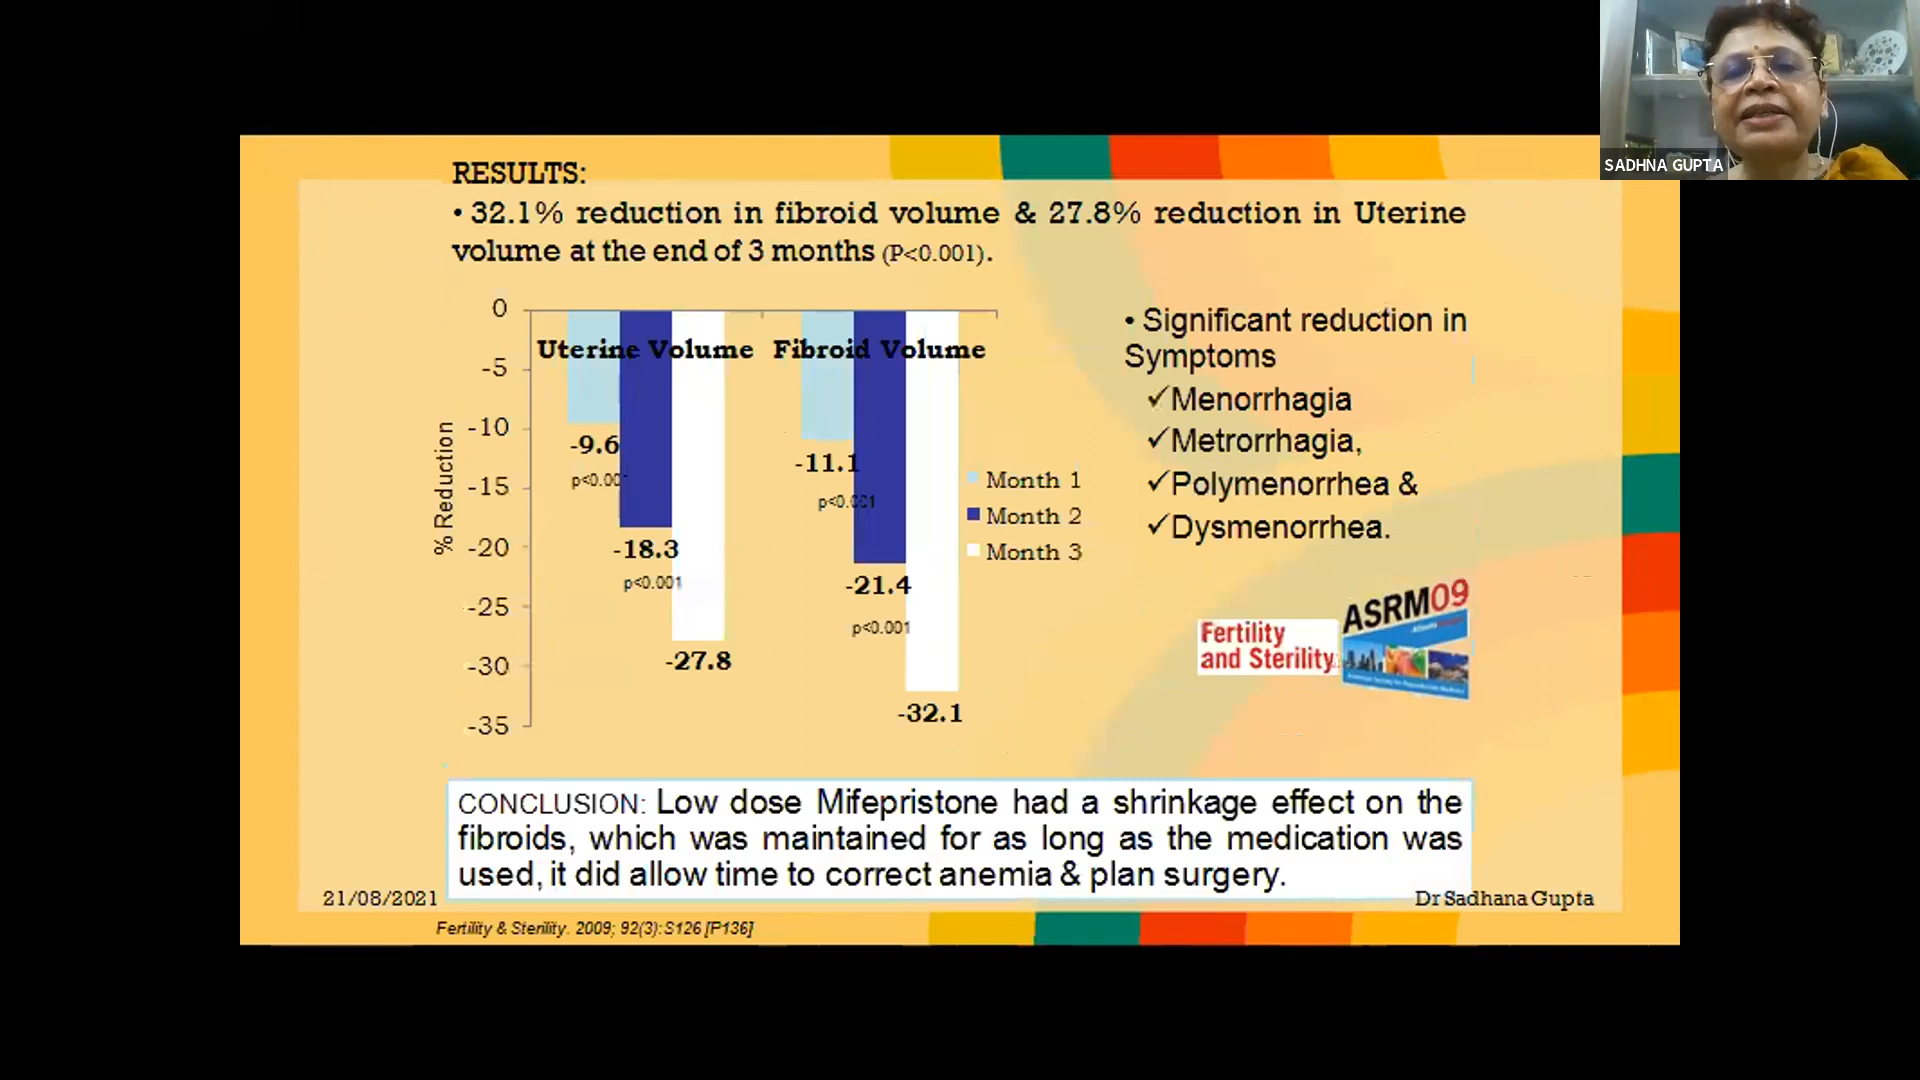 SADHNA GUPTA
RESULTS:
• 32.1% reduction in fibroid volume & 27.8% reduction in Uterine
volume at the end of 3 months (P<0.001).
0
-5
-10
-15
-20
-25
-30
-35
% Reduction
Uterine Volume
Fibroid Volume
-9.6
p<0.00
-18.3
p<0.001
-27.8
-11.1
p<0.001
-21.4
p<0.001
-32.1
Month 1
Month 2
Month 3
• Significant reduction in
Symptoms
✓Menorrhagia
✓Metrorrhagia,
✓Polymenorrhea &
✓Dysmenorrhea.
Fertility
and Sterility
ASRM09
CONCLUSION: Low dose Mifepristone had a shrinkage effect on the
fibroids, which was maintained for as long as the medication was
used, it did allow time to correct anemia & plan surgery.
21/08/2021
Dr Sadhana Gupta
Fertility & Sterility. 2009; 92(3):S126 [P136]